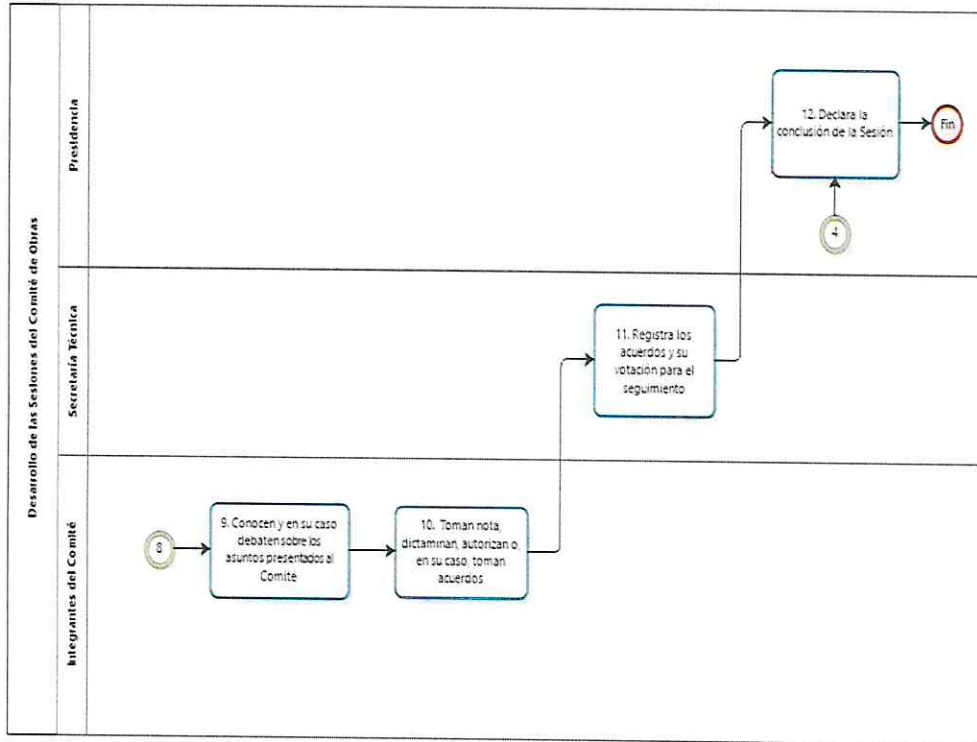 Desarrollo de las Sesiones del Comité de Obras
Presidencia
12. Declara la
conclusión de la Sesión
Fin
4
Secretaría Técnica
11. Registra los
acuerdos y su
votación para el
seguimiento
Integrantes del Comité
8
9. Conocen y en su caso
debaten sobre los
asuntos presentados al
Comité
10. Toman nota,
dictaminan, autorizan o,
en su caso, toman
acuerdos